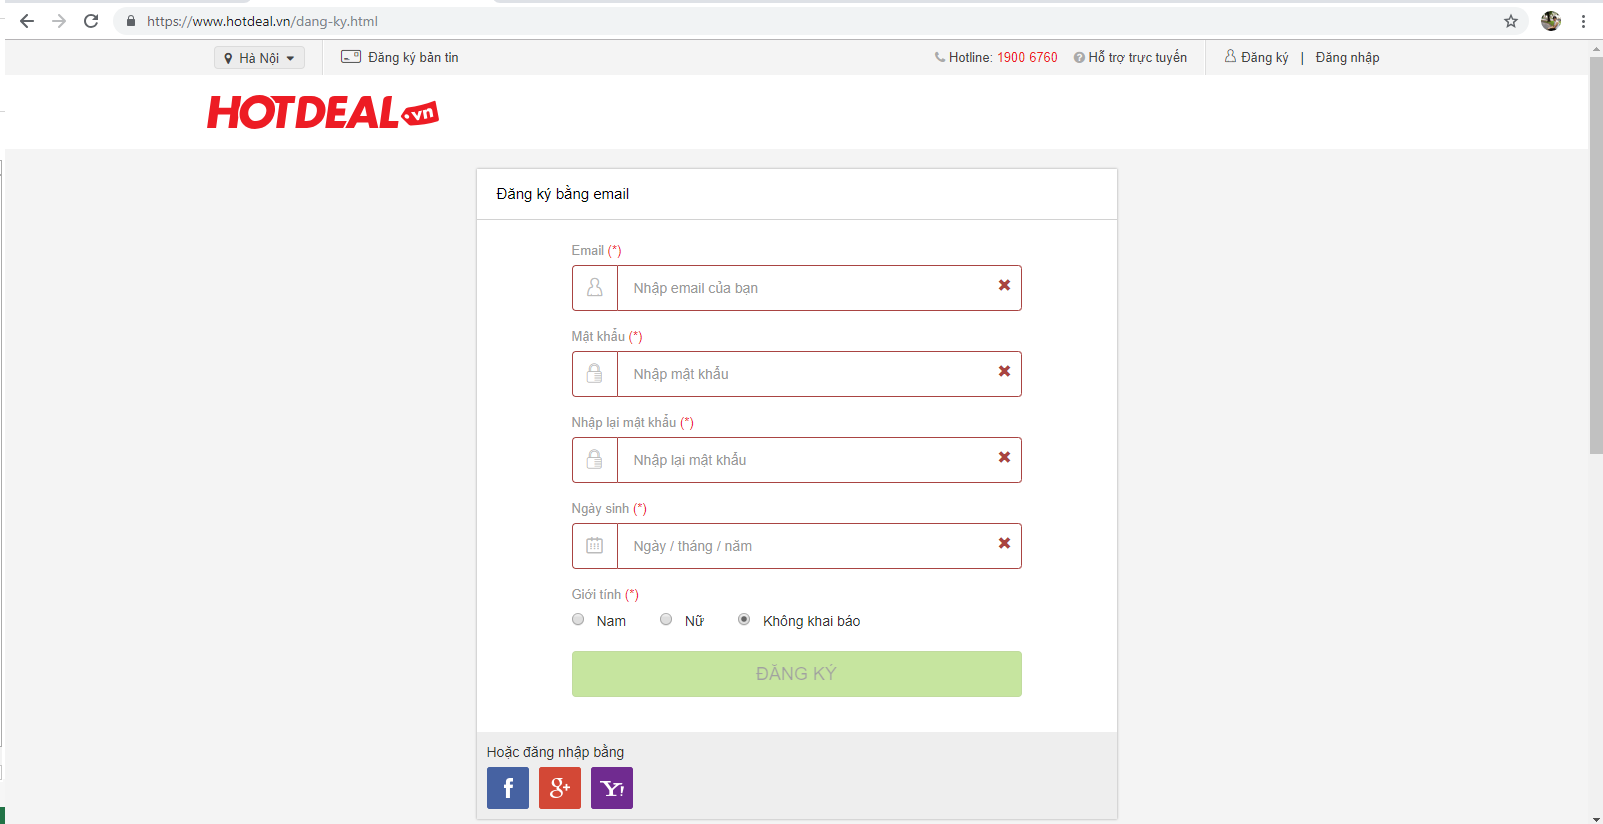 https://www.hotdeal.vn/dang-ky.html
Hà Nội
Đăng ký bản tin
Hotline: 1900 6760
Hỗ trợ trực tuyến
Đăng ký | Đăng nhập
HOTDEAL.vn
Đăng ký bằng email
Email (*)
Nhập email của bạn
Mật khẩu (*)
Nhập mật khẩu
Nhập lại mật khẩu (*)
Nhập lại mật khẩu
Ngày sinh (*)
Ngày / tháng / năm
Giới tính (*)
Nam Nữ Không khai báo
ĐĂNG KÝ
Hoặc đăng nhập bằng
f g+ Y!